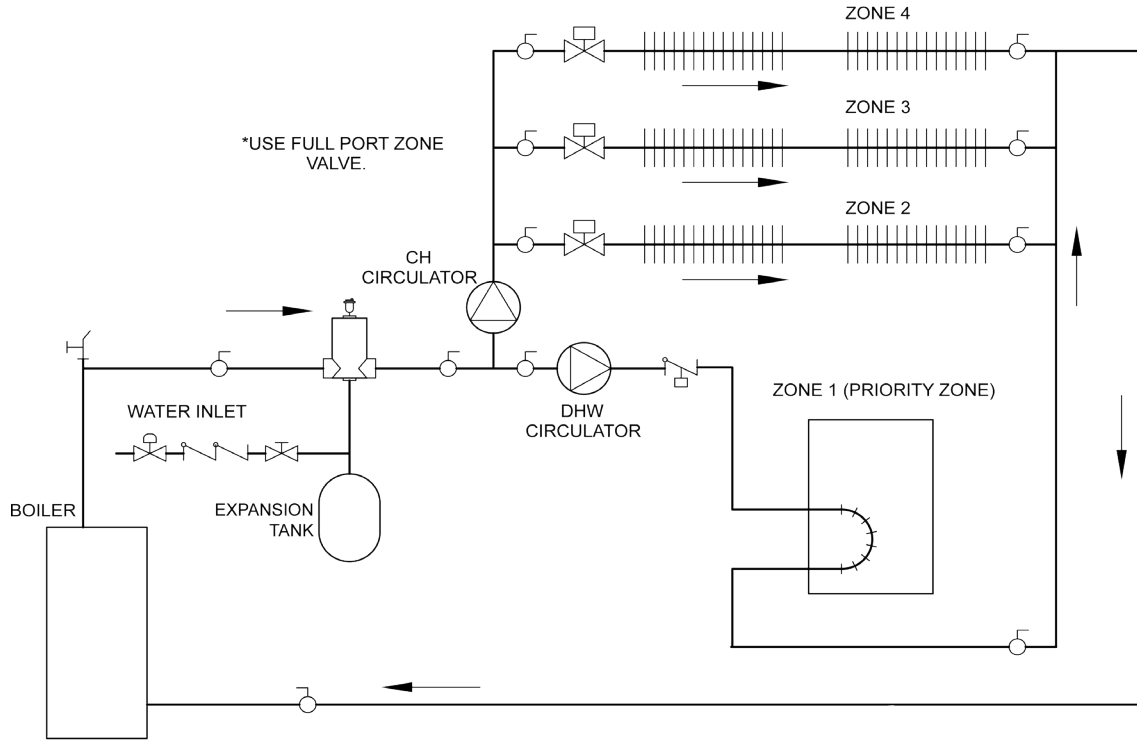 ZONE 4
ZONE 3
*USE FULL PORT ZONE
VALVE.
ZONE 2
CH
CIRCULATOR
ZONE 1 (PRIORITY ZONE)
WATER INLET
DHW
CIRCULATOR
BOILER
EXPANSION
TANK